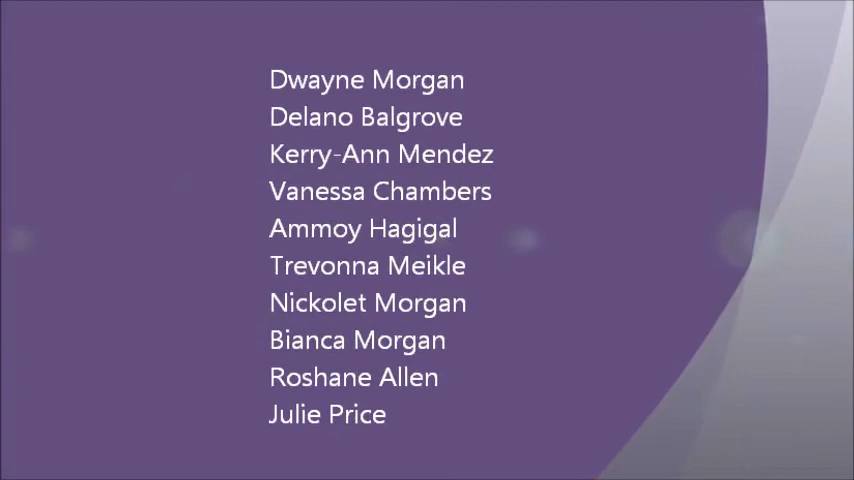 Dwayne Morgan
Delano Balgrove
Kerry-Ann Mendez
Vanessa Chambers
Ammoy Hagigal
Trevonna Meikle
Nickolet Morgan
Bianca Morgan
Roshane Allen
Julie Price